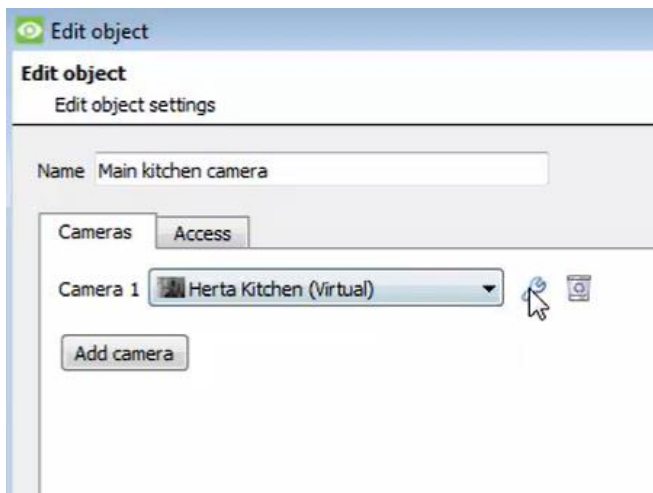 Edit object
Edit object
Edit object settings
Name Main kitchen camera
Cameras Access
Camera 1 Herta Kitchen (Virtual)
Add camera